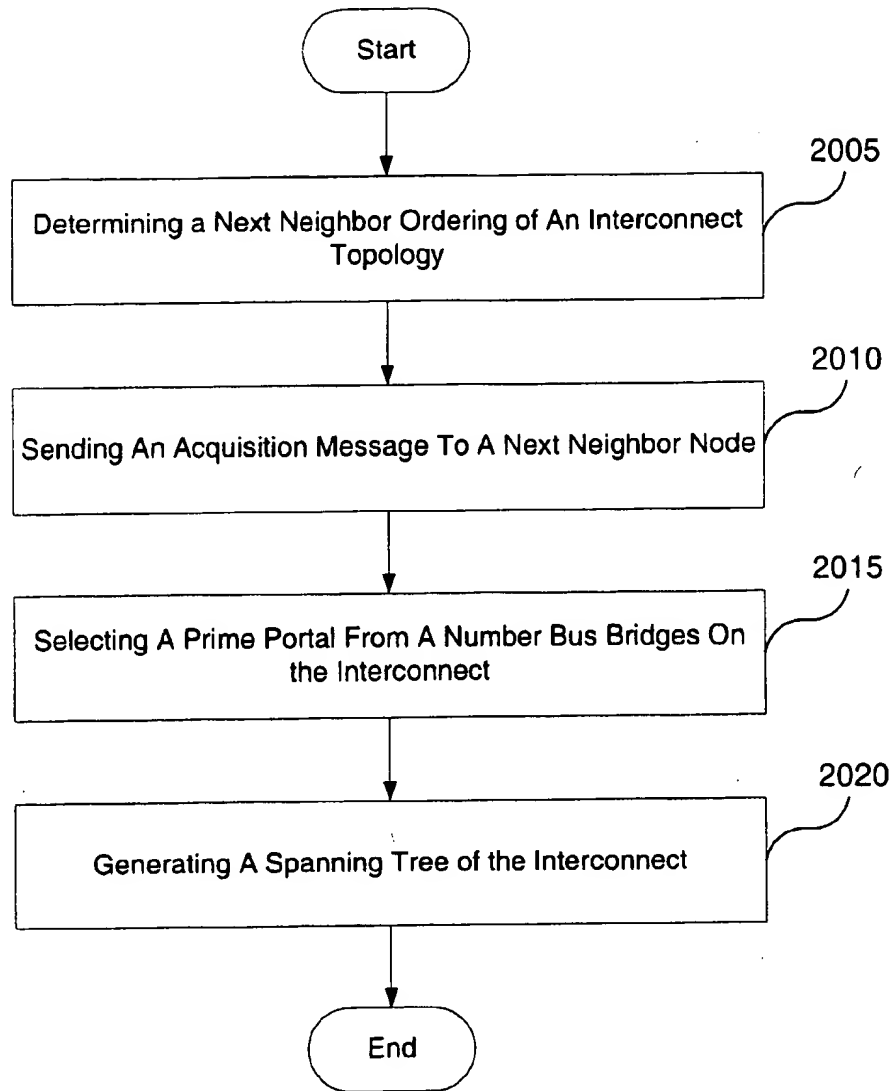 Start
2005
Determining a Next Neighbor Ordering of An Interconnect
Topology
2010
Sending An Acquisition Message To A Next Neighbor Node
2015
Selecting A Prime Portal From A Number Bus Bridges On
the Interconnect
2020
Generating A Spanning Tree of the Interconnect
End